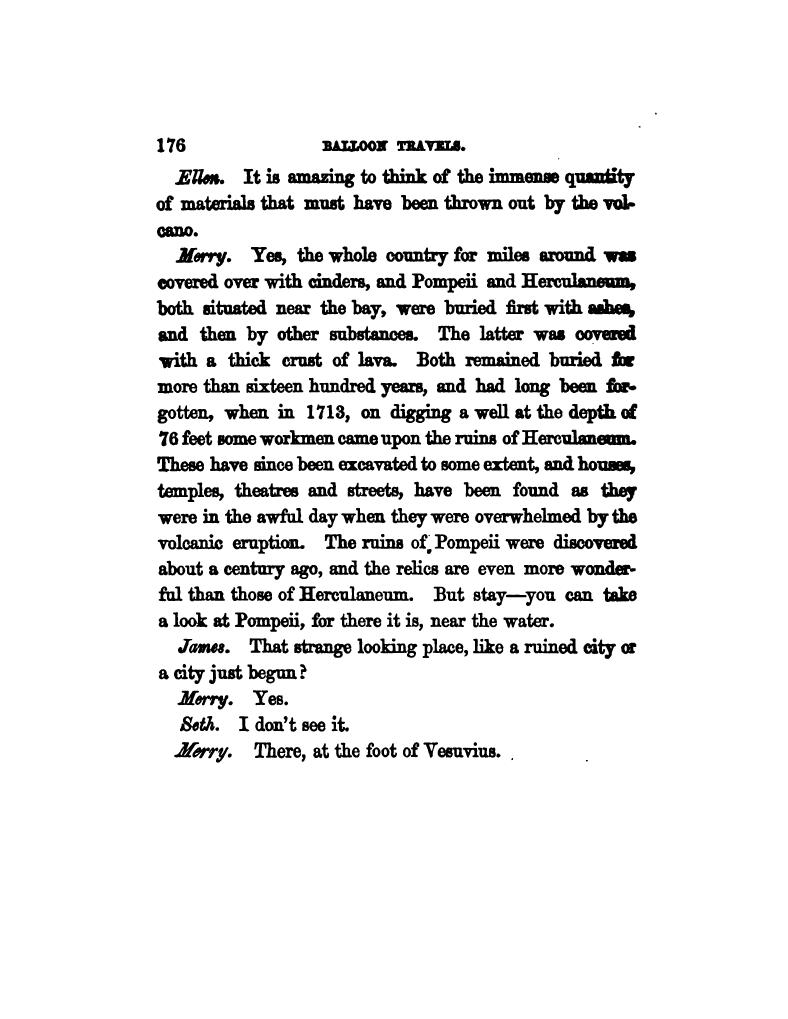 176 BALLOON TRAVELS.
Ellen. It is amazing to think of the immense quantity
of materials that must have been thrown out by the vol-
cano.
Merry. Yes, the whole country for miles around was
covered over with cinders, and Pompeii and Herculaneum,
both situated near the bay, were buried first with ashes,
and then by other substances. The latter was covered
with a thick crust of lava. Both remained buried for
more than sixteen hundred years, and had long been for-
gotten, when in 1713, on digging a well at the depth of
76 feet some workmen came upon the ruins of Herculaneum.
These have since been excavated to some extent, and houses,
temples, theatres and streets, have been found as they
were in the awful day when they were overwhelmed by the
volcanic eruption. The ruins of Pompeii were discovered
about a century ago, and the relics are even more wonder-
ful than those of Herculaneum. But stay—you can take
a look at Pompeii, for there it is, near the water.
James. That strange looking place, like a ruined city or
a city just begun?
Merry. Yes.
Seth. I don't see it.
Merry. There, at the foot of Vesuvius.